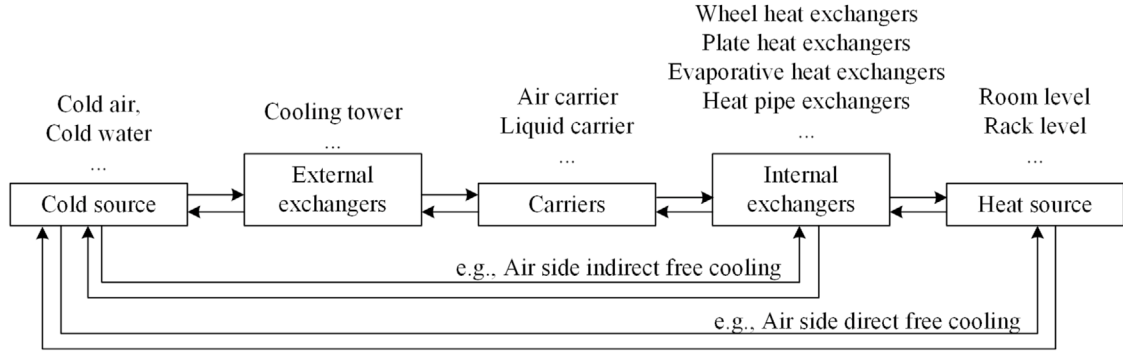 Cold air,
Cold water
...
Cold source
Cooling tower
...
External
exchangers
Air carrier
Liquid carrier
...
Carriers
Wheel heat exchangers
Plate heat exchangers
Evaporative heat exchangers
Heat pipe exchangers
...
Internal
exchangers
Room level
Rack level
...
Heat source
e.g., Air side indirect free cooling
e.g., Air side direct free cooling